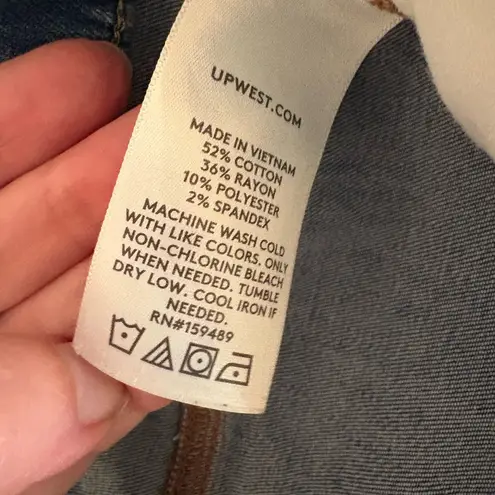 UPWEST.COM
MADE IN VIETNAM
52% COTTON
36% RAYON
10% POLYESTER
2% SPANDEX
MACHINE WASH COLD
WITH LIKE COLORS. ONLY
NON-CHLORINE BLEACH
WHEN NEEDED. TUMBLE
DRY LOW. COOL IRON IF
NEEDED.
RN#159489